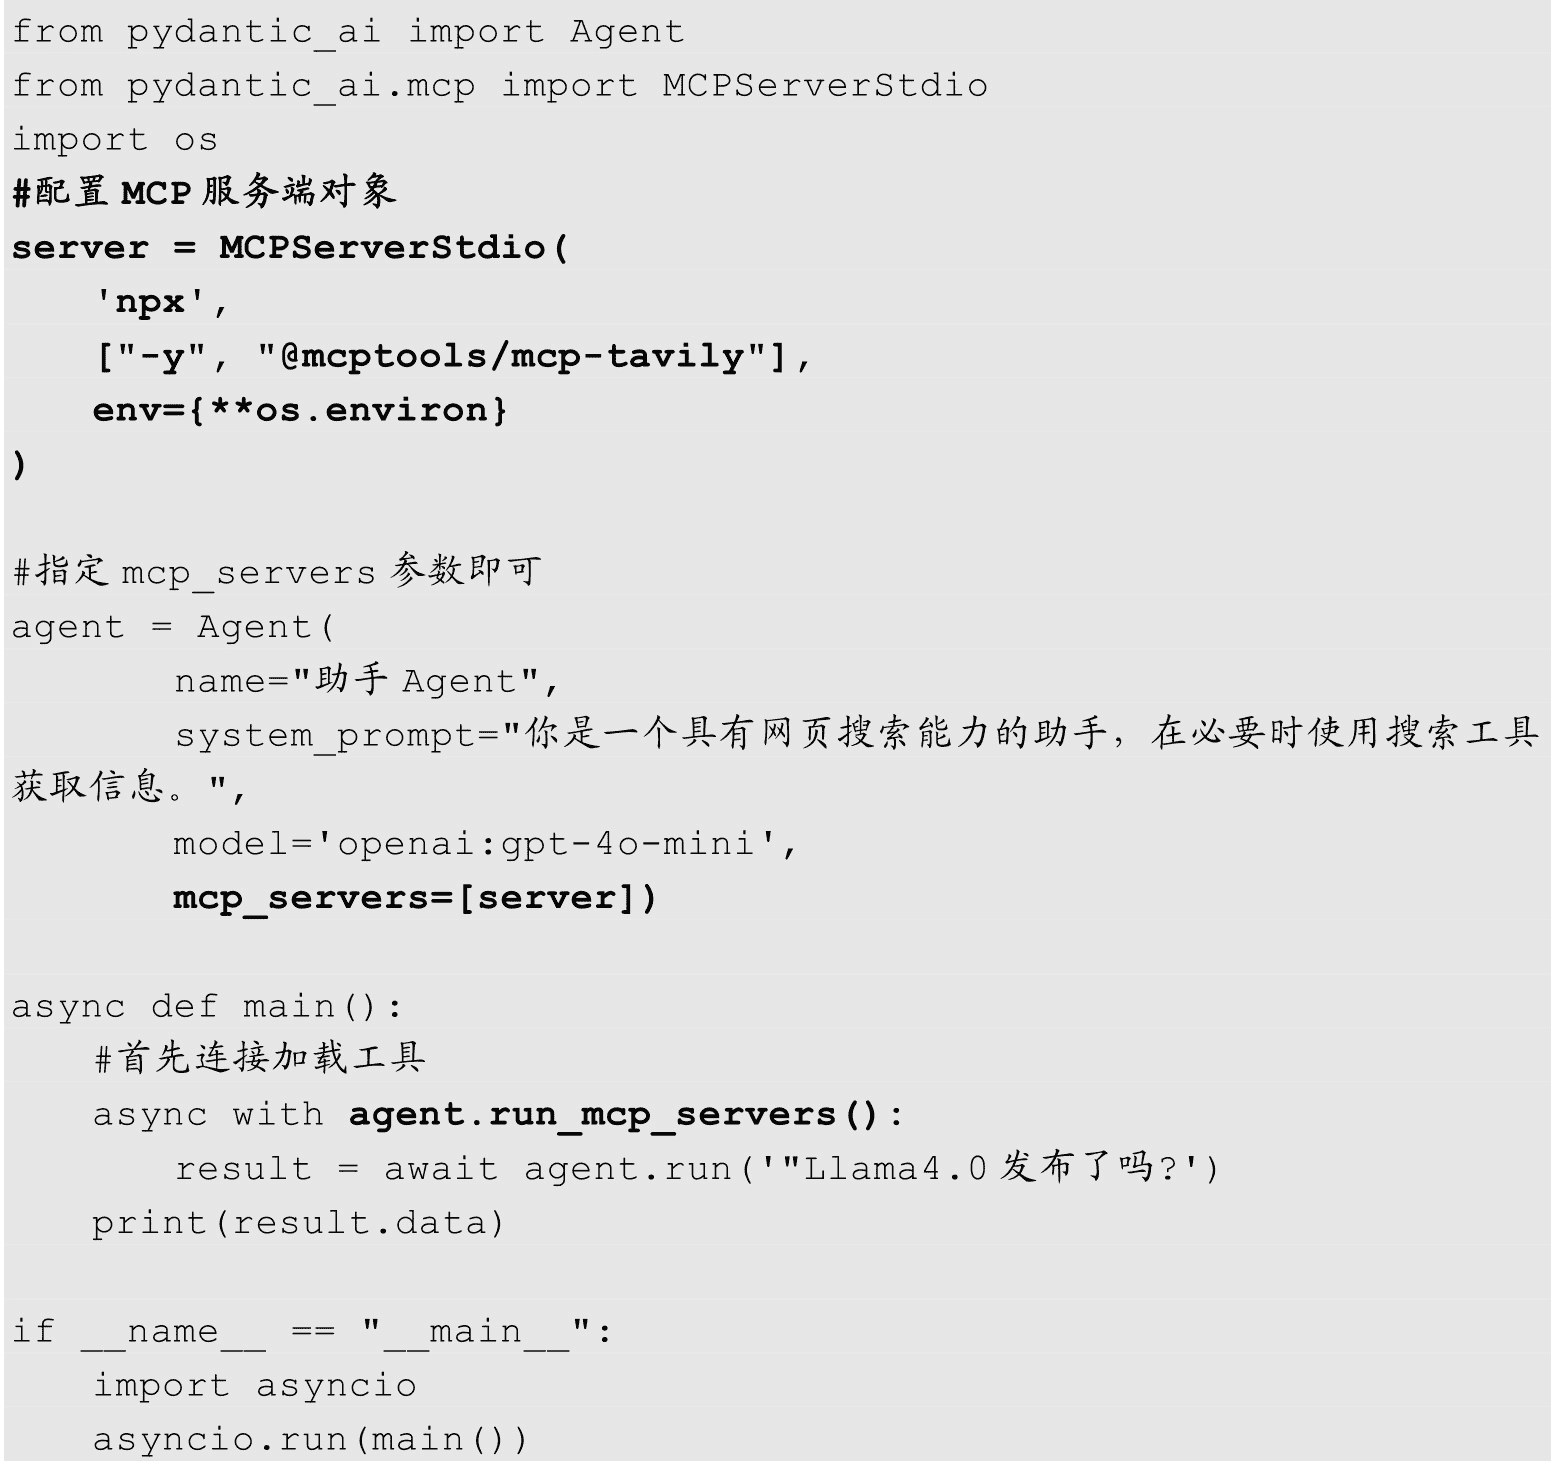 from pydantic_ai import Agent
from pydantic_ai.mcp import MCPServerStdio
import os
#配置 MCP 服务端对象
server = MCPServerStdio(
    'npx',
    ["-y", "@mcptools/mcp-tavily"],
    env={**os.environ}
)

#指定 mcp_servers 参数即可
agent = Agent(
        name="助手 Agent",
        system_prompt="你是一个具有网页搜索能力的助手，在必要时使用搜索工具
获取信息。",
        model='openai:gpt-4o-mini',
        mcp_servers=[server])

async def main():
    #首先连接加载工具
    async with agent.run_mcp_servers():
        result = await agent.run('"Llama4.0 发布了吗?')
    print(result.data)

if __name__ == "__main__":
    import asyncio
    asyncio.run(main())